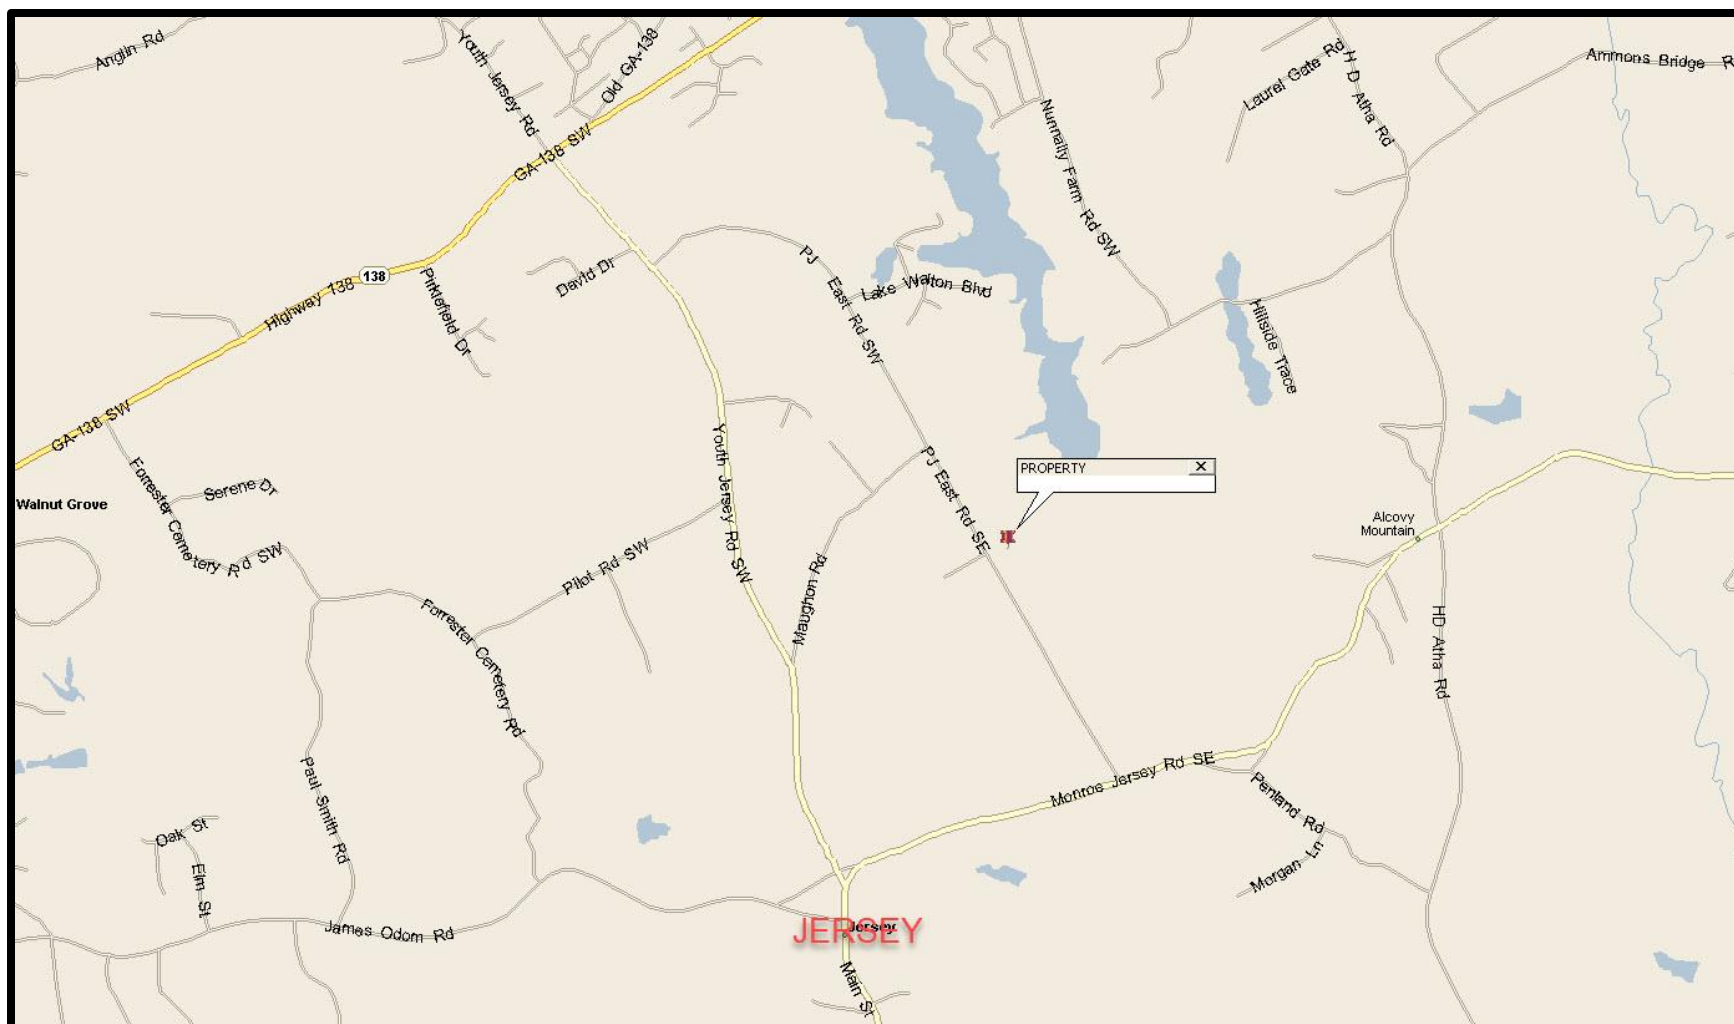 Anglin Rd
Youth Jersey Rd
Old GA-138
GA-138 SW
Nunnally Farm Rd SW
Laurel Gate Rd
H D Atha Rd
Ammons Bridge R
Highway 138
138
Pirklefield Dr
David Dr
PJ East Rd SW
Lake Walton Blvd
Hillside Trace
GA-138 SW
Forrester Cemetery Rd SW
Serene Dr
Walnut Grove
Youth Jersey Rd SW
PJ East Rd SE
PROPERTY
Alcovy
Mountain
Pilot Rd SW
Maughon Rd
Forrester Cemetery Rd
HD Atha Rd
Paul Smith Rd
Monroe Jersey Rd SE
Penland Rd
Morgan Ln
Oak St
Elm St
James Odom Rd
Jersey
JERSEY
Main St